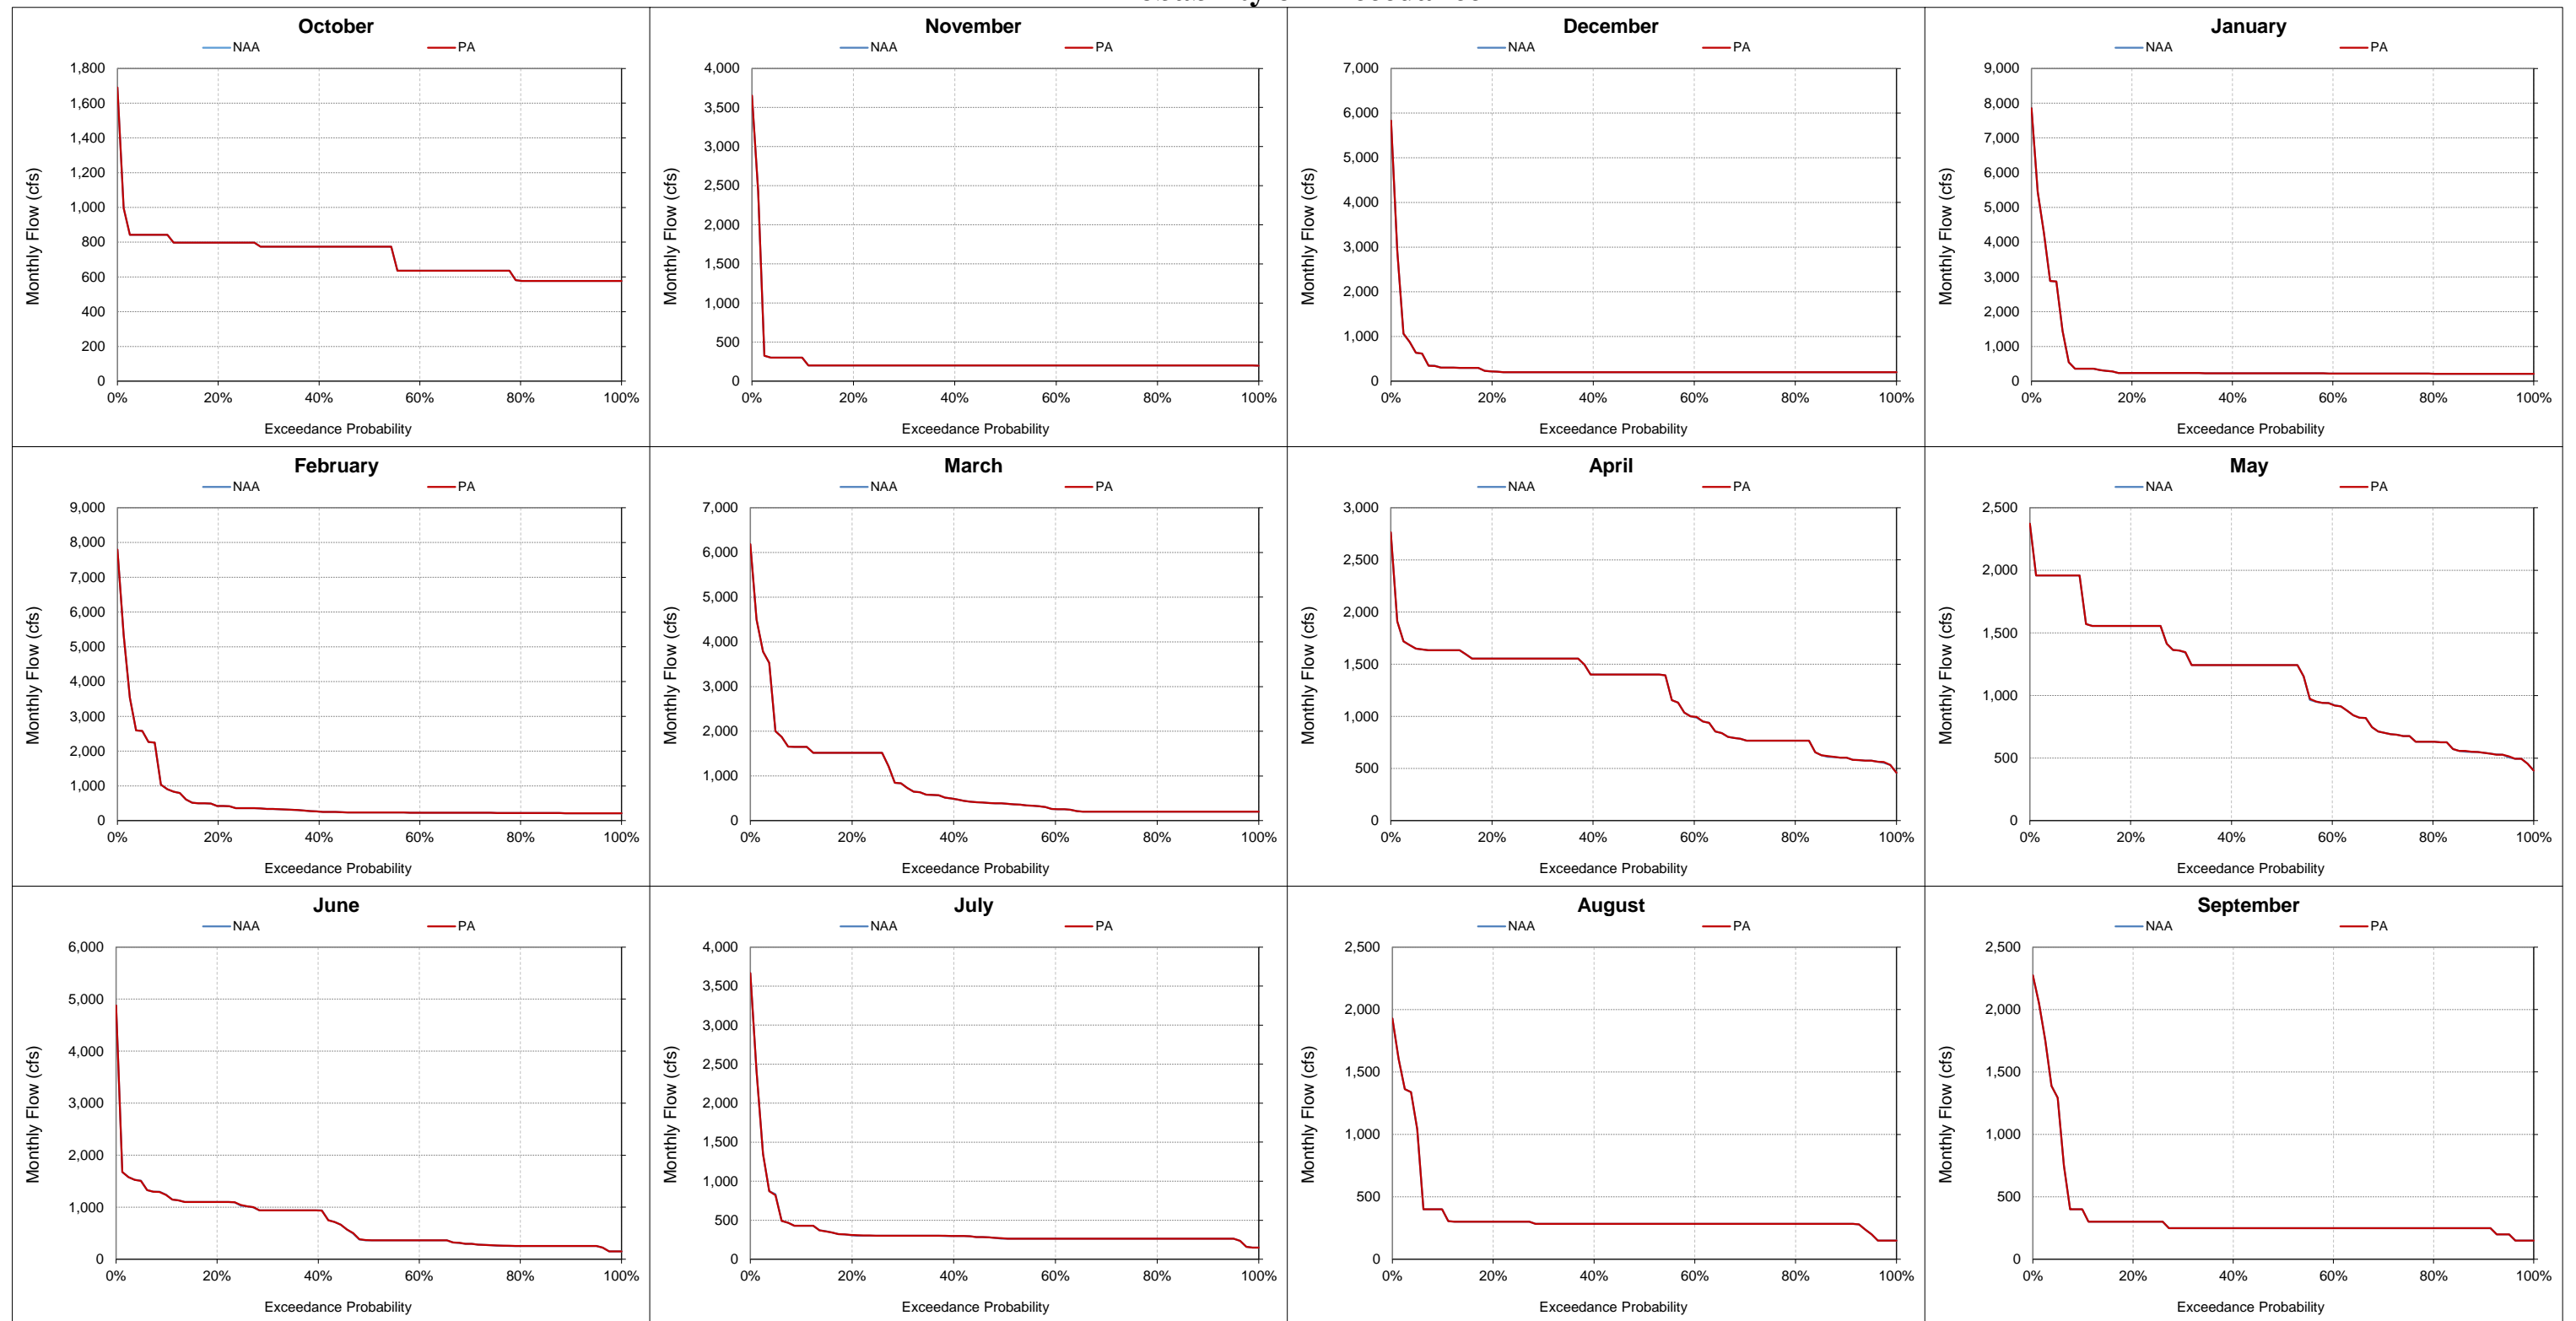 October
NAA PA
1,800
1,600
1,400
1,200
1,000
800
600
400
200
0
Monthly Flow (cfs)
0% 20% 40% 60% 80% 100%
Exceedance Probability
November
NAA PA
4,000
3,500
3,000
2,500
2,000
1,500
1,000
500
0
Monthly Flow (cfs)
0% 20% 40% 60% 80% 100%
Exceedance Probability
December
NAA PA
7,000
6,000
5,000
4,000
3,000
2,000
1,000
0
Monthly Flow (cfs)
0% 20% 40% 60% 80% 100%
Exceedance Probability
January
NAA PA
9,000
8,000
7,000
6,000
5,000
4,000
3,000
2,000
1,000
0
Monthly Flow (cfs)
0% 20% 40% 60% 80% 100%
Exceedance Probability
February
NAA PA
9,000
8,000
7,000
6,000
5,000
4,000
3,000
2,000
1,000
0
Monthly Flow (cfs)
0% 20% 40% 60% 80% 100%
Exceedance Probability
March
NAA PA
7,000
6,000
5,000
4,000
3,000
2,000
1,000
0
Monthly Flow (cfs)
0% 20% 40% 60% 80% 100%
Exceedance Probability
April
NAA PA
3,000
2,500
2,000
1,500
1,000
500
0
Monthly Flow (cfs)
0% 20% 40% 60% 80% 100%
Exceedance Probability
May
NAA PA
2,500
2,000
1,500
1,000
500
0
Monthly Flow (cfs)
0% 20% 40% 60% 80% 100%
Exceedance Probability
June
NAA PA
6,000
5,000
4,000
3,000
2,000
1,000
0
Monthly Flow (cfs)
0% 20% 40% 60% 80% 100%
Exceedance Probability
July
NAA PA
4,000
3,500
3,000
2,500
2,000
1,500
1,000
500
0
Monthly Flow (cfs)
0% 20% 40% 60% 80% 100%
Exceedance Probability
August
NAA PA
2,500
2,000
1,500
1,000
500
0
Monthly Flow (cfs)
0% 20% 40% 60% 80% 100%
Exceedance Probability
September
NAA PA
2,500
2,000
1,500
1,000
500
0
Monthly Flow (cfs)
0% 20% 40% 60% 80% 100%
Exceedance Probability